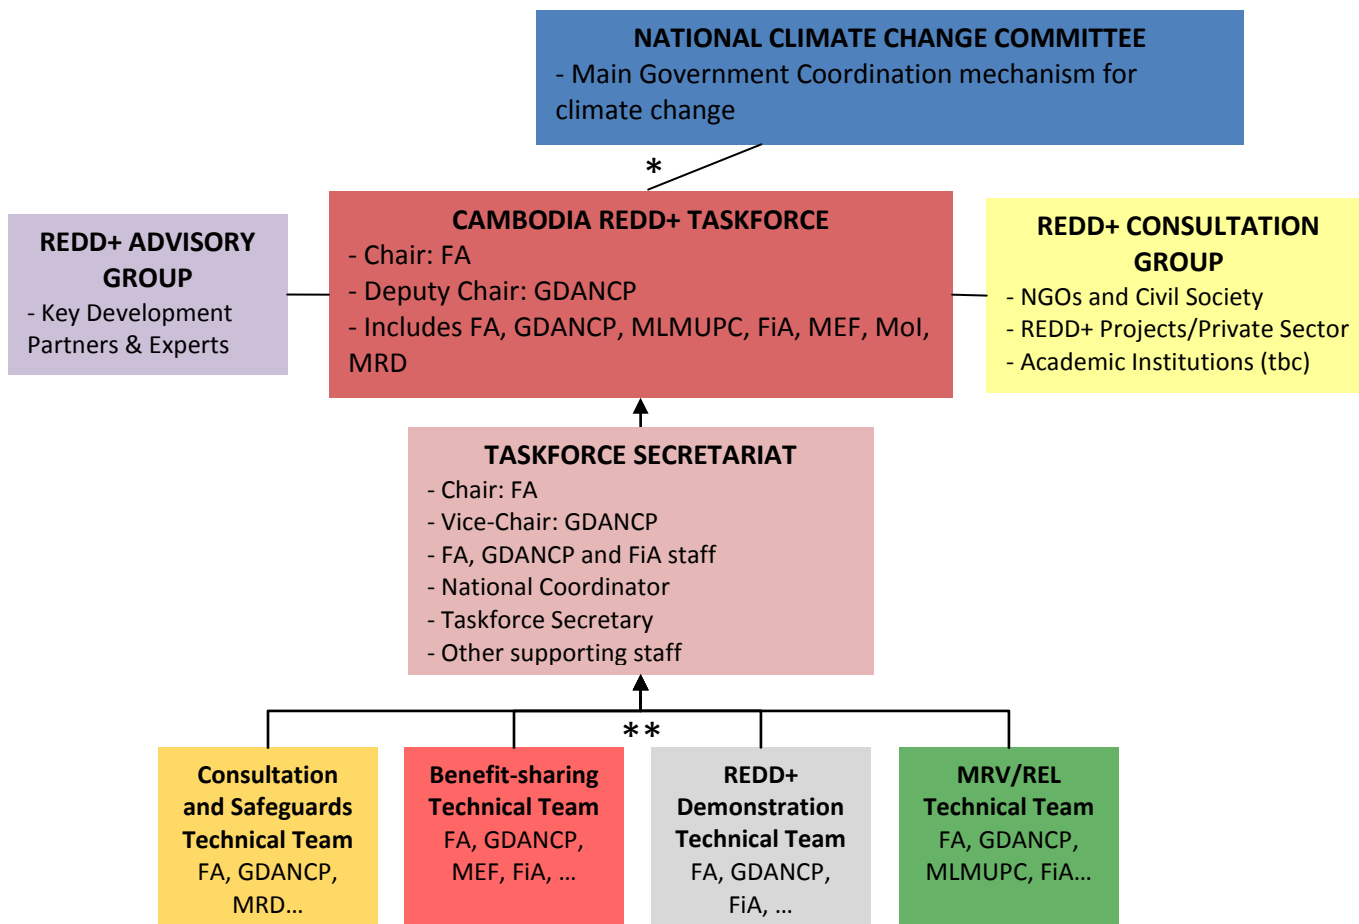 NATIONAL CLIMATE CHANGE COMMITTEE
- Main Government Coordination mechanism for
climate change
*
REDD+ ADVISORY
GROUP
- Key Development
Partners & Experts
CAMBODIA REDD+ TASKFORCE
- Chair: FA
- Deputy Chair: GDANCP
- Includes FA, GDANCP, MLMUPC, FiA, MEF, MoI,
MRD
REDD+ CONSULTATION
GROUP
- NGOs and Civil Society
- REDD+ Projects/Private Sector
- Academic Institutions (tbc)
TASKFORCE SECRETARIAT
- Chair: FA
- Vice-Chair: GDANCP
- FA, GDANCP and FiA staff
- National Coordinator
- Taskforce Secretary
- Other supporting staff
**
Consultation
and Safeguards
Technical Team
FA, GDANCP,
MRD...
Benefit-sharing
Technical Team
FA, GDANCP,
MEF, FiA, ...
REDD+
Demonstration
Technical Team
FA, GDANCP,
FiA, ...
MRV/REL
Technical Team
FA, GDANCP,
MLMUPC, FiA...